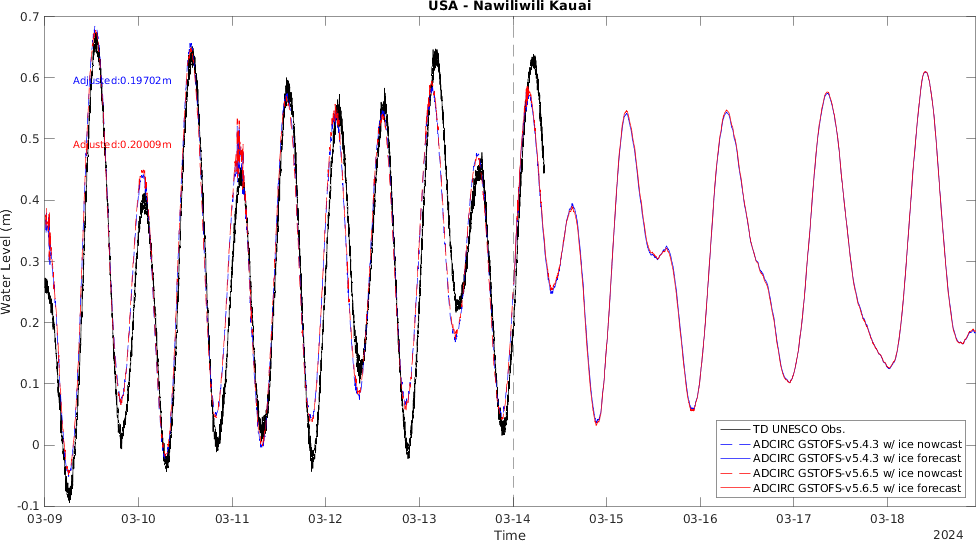 USA - Nawiliwili Kauai
0.7
0.6
0.5
0.4
0.3
0.2
0.1
0
-0.1
Water Level (m)
Adjusted:0.19702m
Adjusted:0.20009m
TD UNESCO Obs.
ADCIRC GSTOFS-v5.4.3 w/ ice nowcast
ADCIRC GSTOFS-v5.4.3 w/ ice forecast
ADCIRC GSTOFS-v5.6.5 w/ ice nowcast
ADCIRC GSTOFS-v5.6.5 w/ ice forecast
03-09 03-10 03-11 03-12 03-13 03-14 03-15 03-16 03-17 03-18
Time
2024